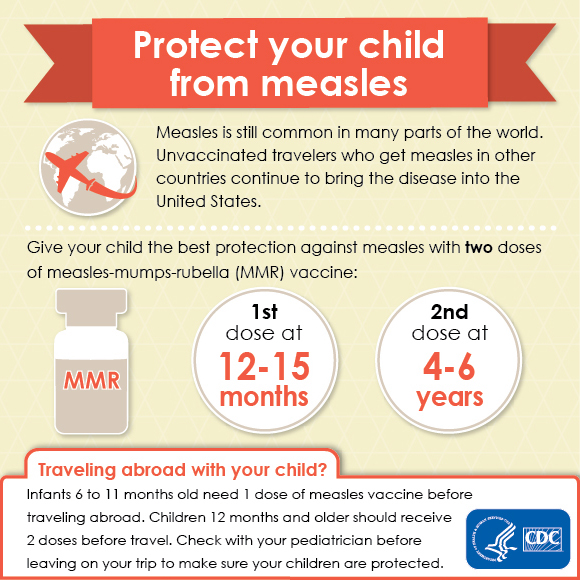 Protect your child
from measles
Measles is still common in many parts of the world.
Unvaccinated travelers who get measles in other
countries continue to bring the disease into the
United States.
Give your child the best protection against measles with two doses
of measles-mumps-rubella (MMR) vaccine:
MMR
1st
dose at
12-15
months
2nd
dose at
4-6
years
Traveling abroad with your child?
Infants 6 to 11 months old need 1 dose of measles vaccine before
traveling abroad. Children 12 months and older should receive
2 doses before travel. Check with your pediatrician before
leaving on your trip to make sure your children are protected.
CDC